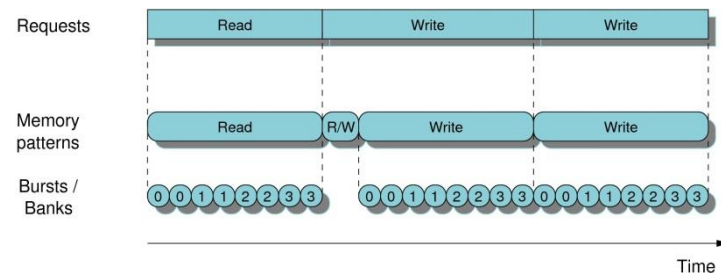 Requests Read Write Write
Memory patterns Read R/W Write Write
Bursts / Banks 0 0 1 1 2 2 3 3 0 0 1 1 2 2 3 3 0 0 1 1 2 2 3 3
Time